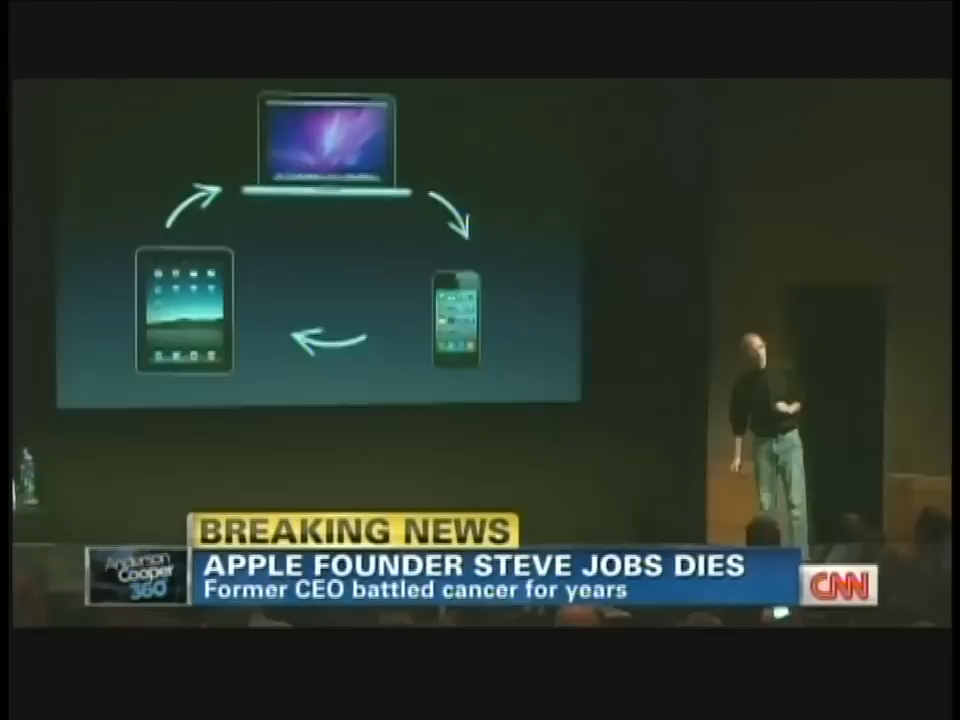 BREAKING NEWS
Anderson
Cooper
360°
APPLE FOUNDER STEVE JOBS DIES
Former CEO battled cancer for years
CNN